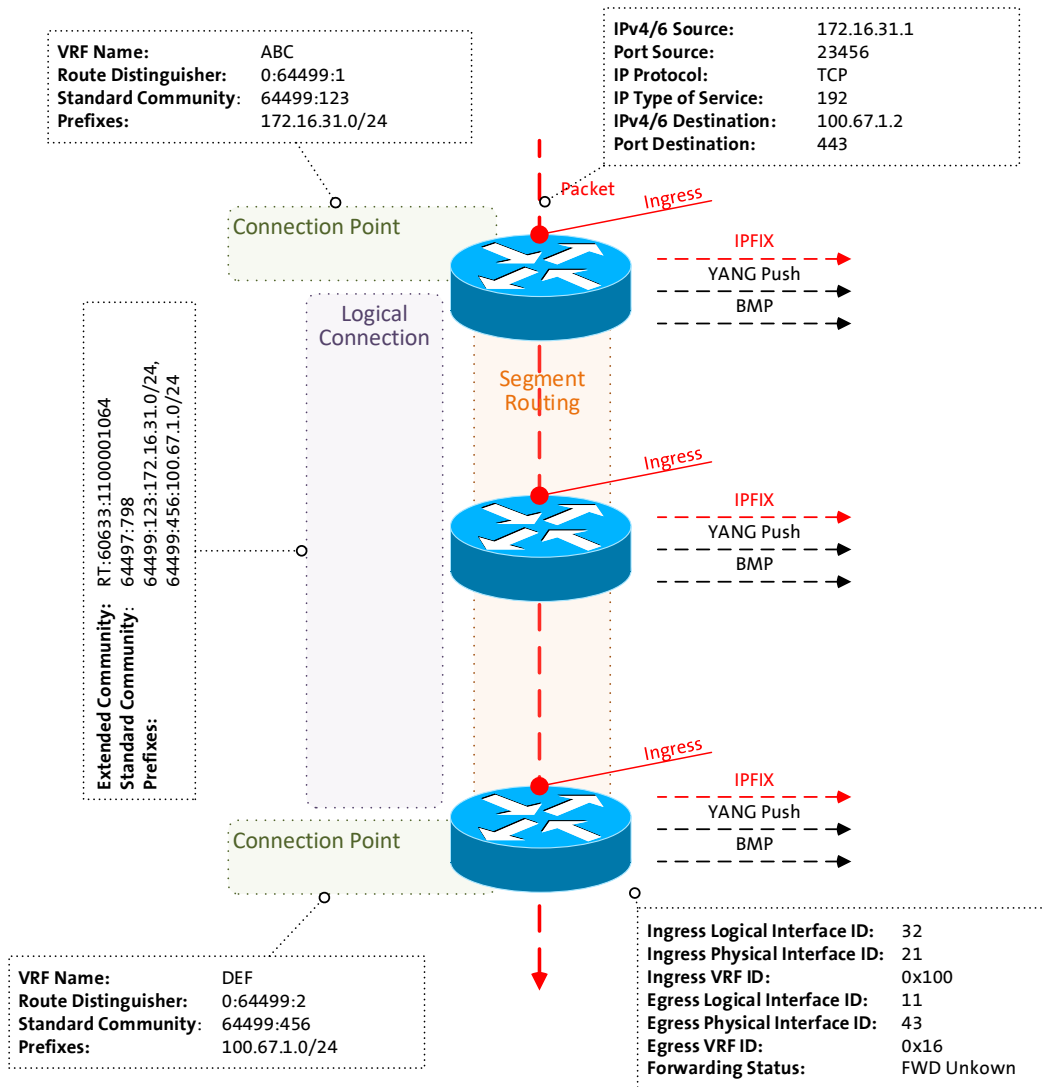 VRF Name: ABC
Route Distinguisher: 0:64499:1
Standard Community: 64499:123
Prefixes: 172.16.31.0/24
IPv4/6 Source: 172.16.31.1
Port Source: 23456
IP Protocol: TCP
IP Type of Service: 192
IPv4/6 Destination: 100.67.1.2
Port Destination: 443
Packet
Ingress
Connection Point
IPFIX
YANG Push
BMP
Logical
Connection
Segment
Routing
Extended Community: RT:60633:1100001064
Standard Community: 64497:798
Prefixes: 64499:123:172.16.31.0/24,
64499:456:100.67.1.0/24
Ingress
IPFIX
YANG Push
BMP
Ingress
IPFIX
YANG Push
BMP
Connection Point
VRF Name: DEF
Route Distinguisher: 0:64499:2
Standard Community: 64499:456
Prefixes: 100.67.1.0/24
Ingress Logical Interface ID: 32
Ingress Physical Interface ID: 21
Ingress VRF ID: 0x100
Egress Logical Interface ID: 11
Egress Physical Interface ID: 43
Egress VRF ID: 0x16
Forwarding Status: FWD Unkown